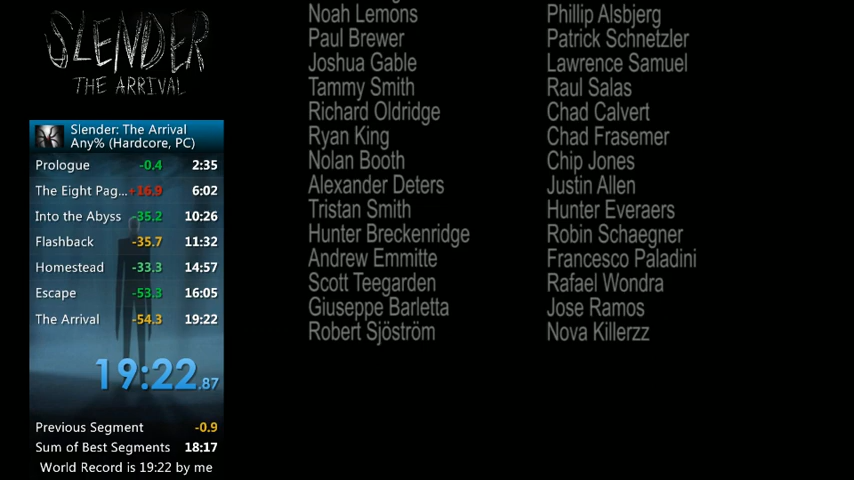 SLENDER
THE ARRIVAL
Slender: The Arrival
Any% (Hardcore, PC)
Prologue -0.4 2:35
The Eight Pag... +16.9 6:02
Into the Abyss -35.2 10:26
Flashback -35.7 11:32
Homestead -33.3 14:57
Escape -53.3 16:05
The Arrival -54.3 19:22
19:22.87
Previous Segment -0.9
Sum of Best Segments 18:17
World Record is 19:22 by me
Noah Lemons Phillip Alsbjerg
Paul Brewer Patrick Schnetzler
Joshua Gable Lawrence Samuel
Tammy Smith Raul Salas
Richard Oldridge Chad Calvert
Ryan King Chad Frasemer
Nolan Booth Chip Jones
Alexander Deters Justin Allen
Tristan Smith Hunter Everaers
Hunter Breckenridge Robin Schaegner
Andrew Emmitte Francesco Paladini
Scott Teegarden Rafael Wondra
Giuseppe Barletta Jose Ramos
Robert Sjöström Nova Killerzz